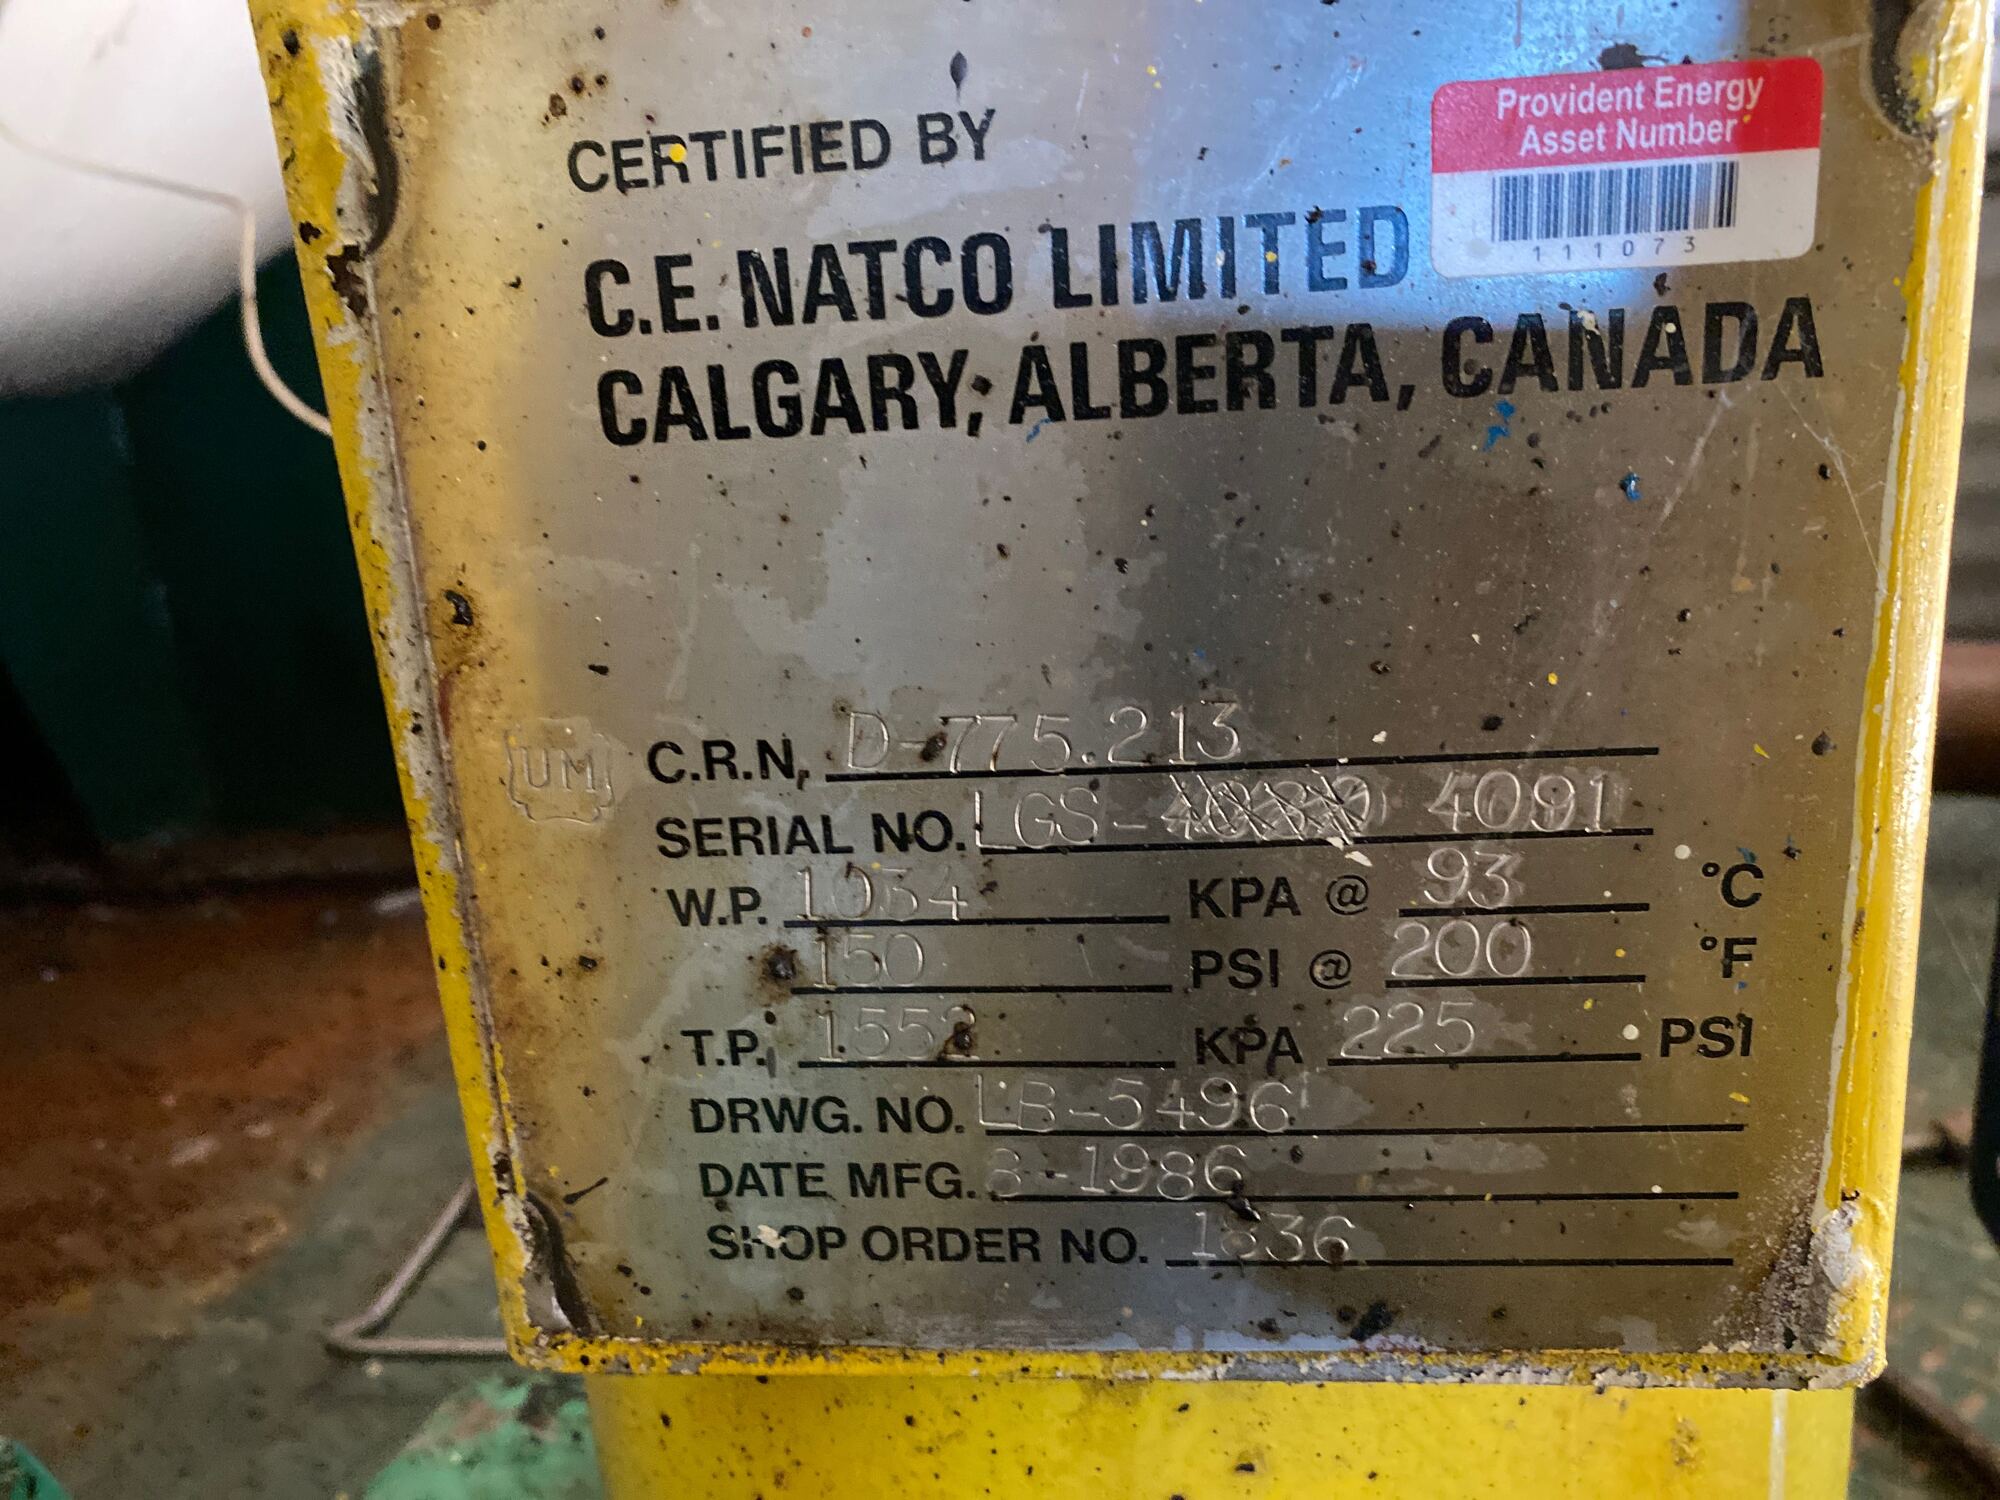 Provident Energy
Asset Number
111073
CERTIFIED BY
C.E. NATCO LIMITED
CALGARY, ALBERTA, CANADA
UM
C.R.N. D-775.213
SERIAL NO. LGS- 4091
W.P. 1034 KPA @ 93 °C
150 PSI @ 200 °F
T.P. 1552 KPA 225 PSI
DRWG. NO. LB-5496
DATE MFG. 8-1986
SHOP ORDER NO. 1836